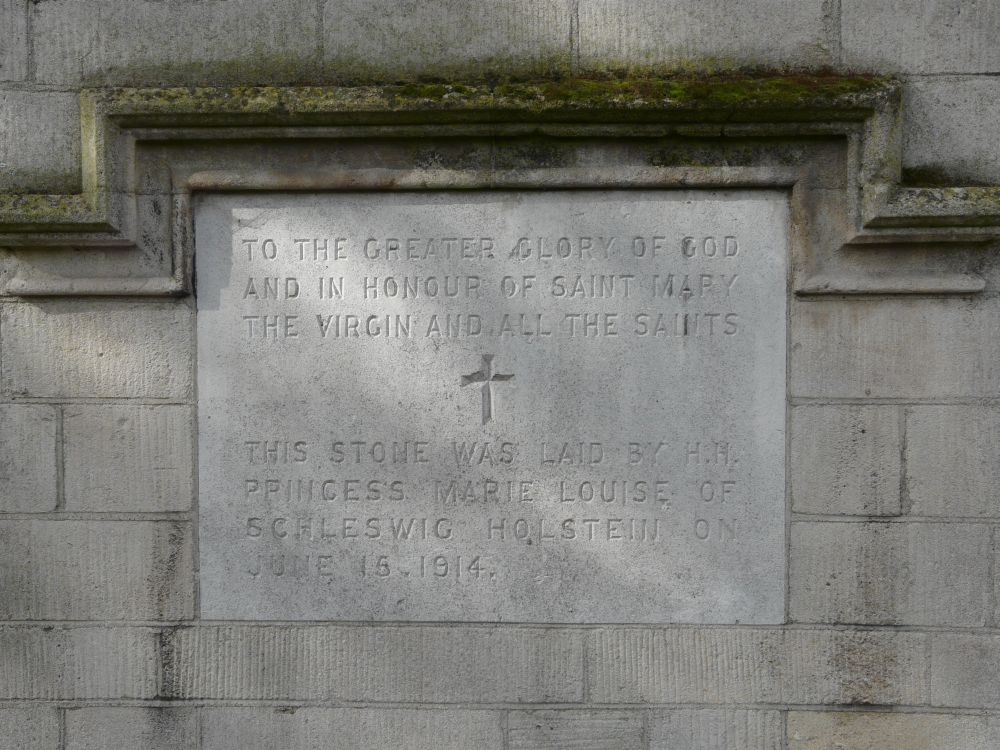 TO THE GREATER GLORY OF GOD
AND IN HONOUR OF SAINT MARY
THE VIRGIN AND ALL THE SAINTS
THIS STONE WAS LAID BY H.H.
PRINCESS MARIE LOUISE OF
SCHLESWIG HOLSTEIN ON
JUNE 15. 1914.